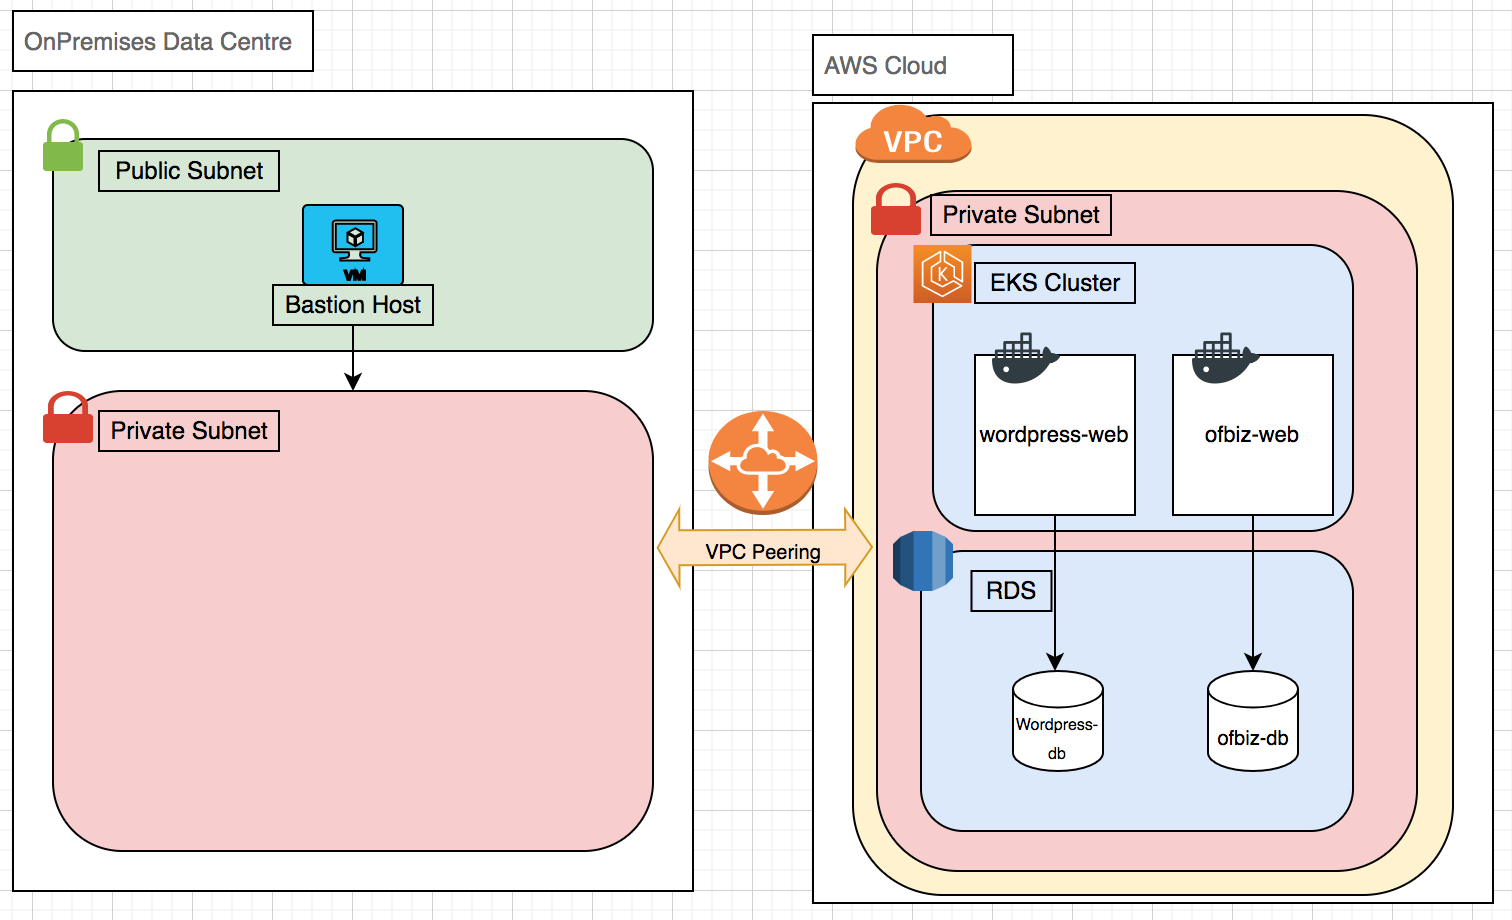 OnPremises Data Centre
Public Subnet
VM
Bastion Host
Private Subnet
VPC Peering
AWS Cloud
VPC
Private Subnet
K
EKS Cluster
wordpress-web
ofbiz-web
RDS
Wordpress-
db
ofbiz-db